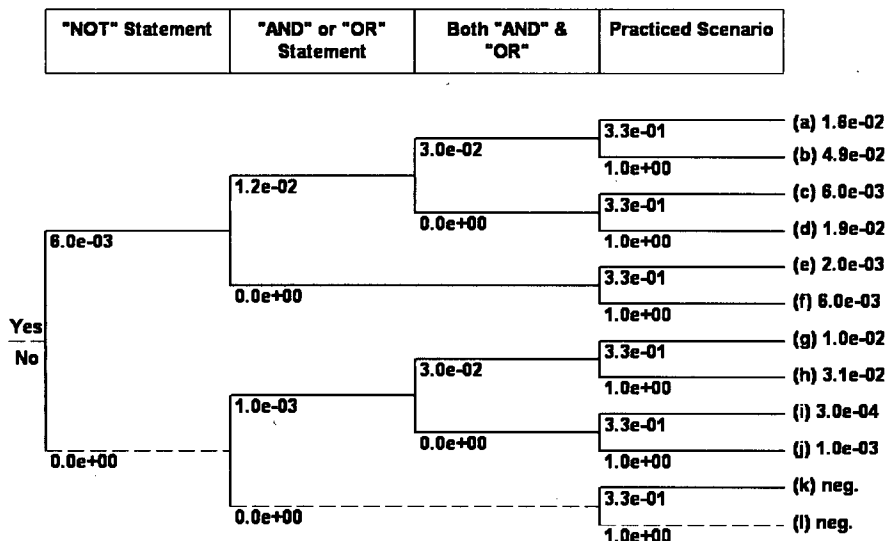 "NOT" Statement
"AND" or "OR"
Statement
Both "AND" &
"OR"
Practiced Scenario
(a) 1.6e-02
3.3e-01
3.0e-02
(b) 4.9e-02
1.0e+00
1.2e-02
(c) 6.0e-03
3.3e-01
0.0e+00
(d) 1.9e-02
1.0e+00
6.0e-03
(e) 2.0e-03
3.3e-01
0.0e+00
(f) 6.0e-03
1.0e+00
Yes
No
(g) 1.0e-02
3.3e-01
3.0e-02
(h) 3.1e-02
1.0e+00
1.0e-03
(i) 3.0e-04
3.3e-01
0.0e+00
(j) 1.0e-03
1.0e+00
0.0e+00
(k) neg.
3.3e-01
0.0e+00
(l) neg.
1.0e+00